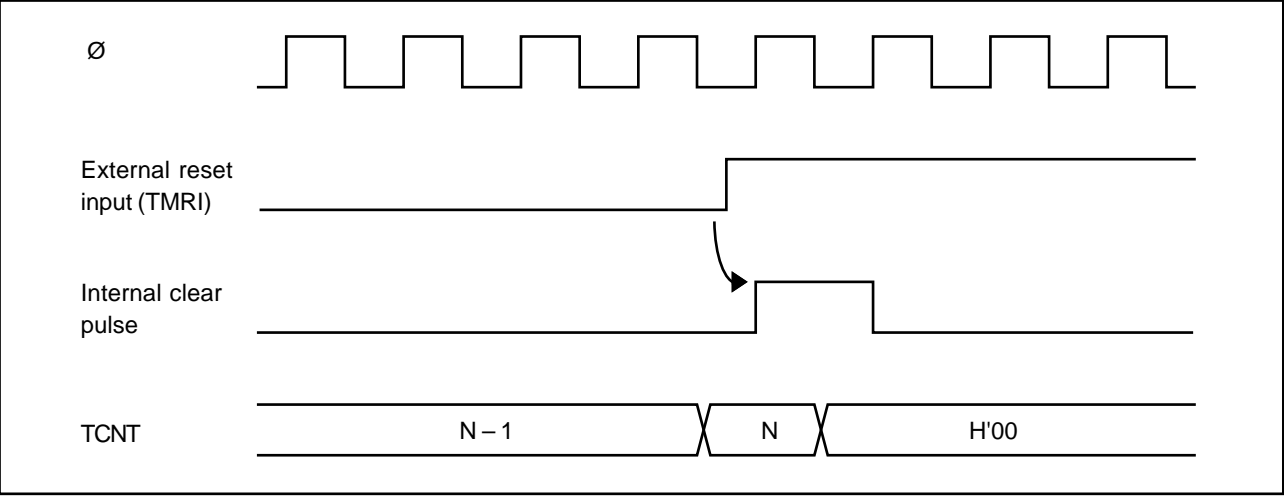 Ø
External reset
input (TMRI)
Internal clear
pulse
TCNT
N – 1
N
H'00